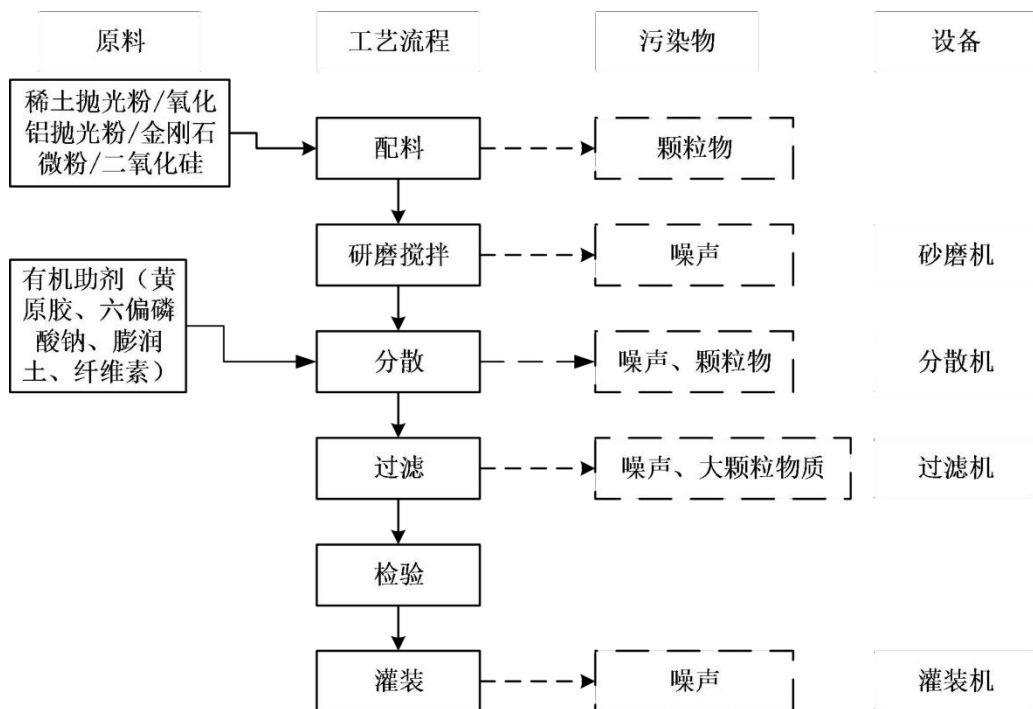 原料
工艺流程
污染物
设备
稀土抛光粉/氧化
铝抛光粉/金刚石
微粉/二氧化硅
配料
颗粒物
研磨搅拌
噪声
砂磨机
有机助剂（黄
原胶、六偏磷
酸钠、膨润
土、纤维素）
分散
噪声、颗粒物
分散机
过滤
噪声、大颗粒物质
过滤机
检验
灌装
噪声
灌装机